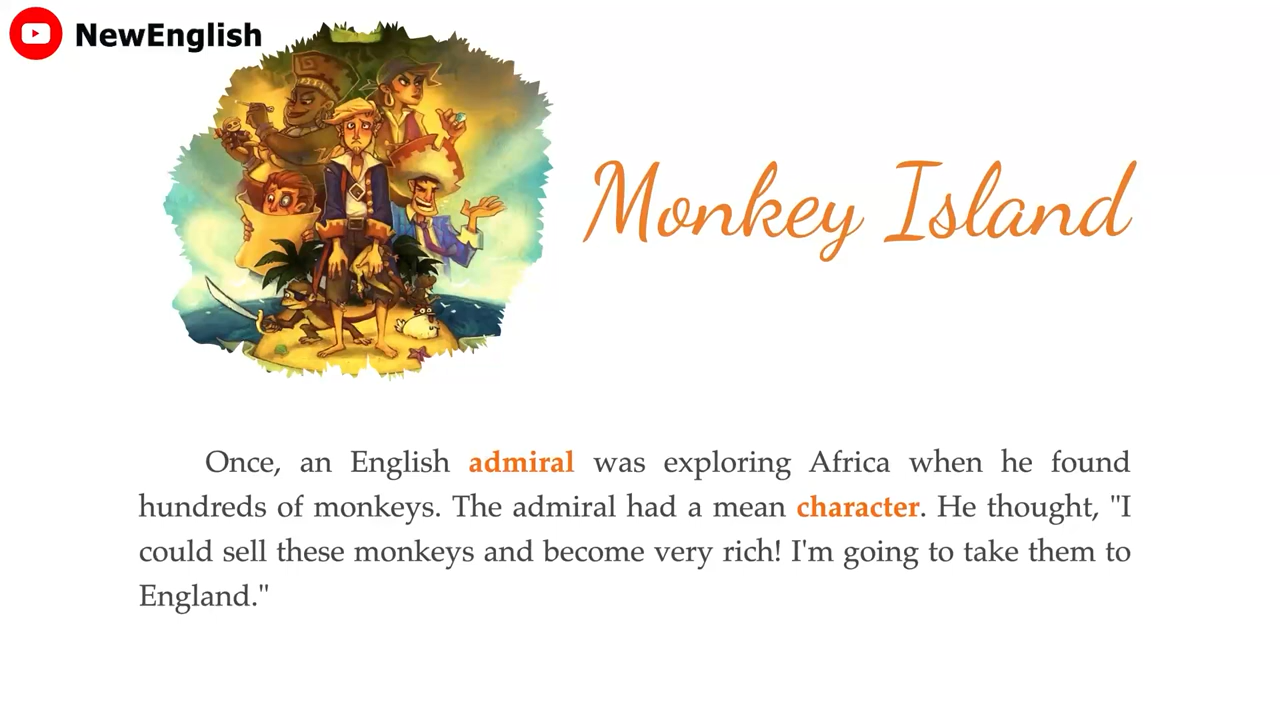 NewEnglish
Monkey Island
Once, an English admiral was exploring Africa when he found
hundreds of monkeys. The admiral had a mean character. He thought, "I
could sell these monkeys and become very rich! I'm going to take them to
England."